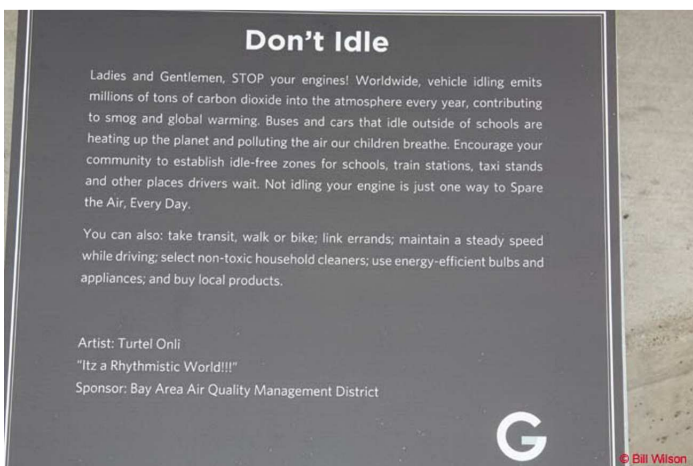 Don't Idle
Ladies and Gentlemen, STOP your engines! Worldwide, vehicle idling emits
millions of tons of carbon dioxide into the atmosphere every year, contributing
to smog and global warming. Buses and cars that idle outside of schools are
heating up the planet and polluting the air our children breathe. Encourage your
community to establish idle-free zones for schools, train stations, taxi stands
and other places drivers wait. Not idling your engine is just one way to Spare
the Air, Every Day.
You can also: take transit, walk or bike; link errands; maintain a steady speed
while driving; select non-toxic household cleaners; use energy-efficient bulbs and
appliances; and buy local products.
Artist: Turtel Onli
"Itz a Rhythmistic World!!!"
Sponsor: Bay Area Air Quality Management District
G
© Bill Wilson